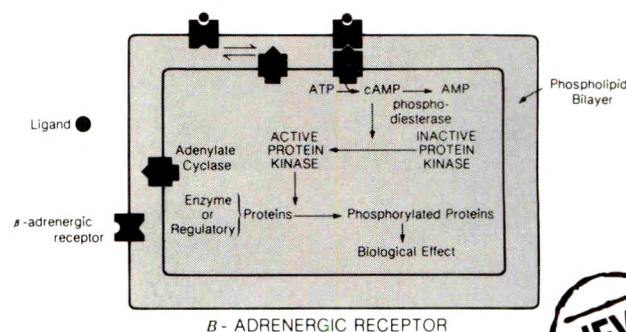 ATP → cAMP → AMP
phospho-
diesterase
Phospholipid
Bilayer
Ligand
ACTIVE
PROTEIN
KINASE
INACTIVE
PROTEIN
KINASE
Adenylate
Cyclase
β-adrenergic
receptor
Enzyme
or
Regulatory
Proteins
Phosphorylated Proteins
Biological Effect
β - ADRENERGIC RECEPTOR